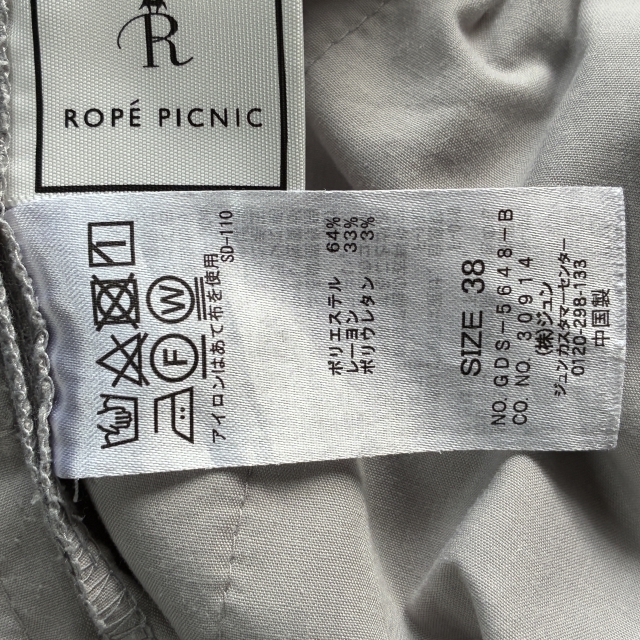 R
ROPÉ PICNIC
W
F
アイロンはあて布を使用
SD-110
ポリエステル 64%
レーヨン 33%
ポリウレタン 3%
SIZE 38
NO. GDS-5648-B
CO. NO. 30914
(株)ジュン
ジュンカスタマーセンター
0120-298-133
中国製